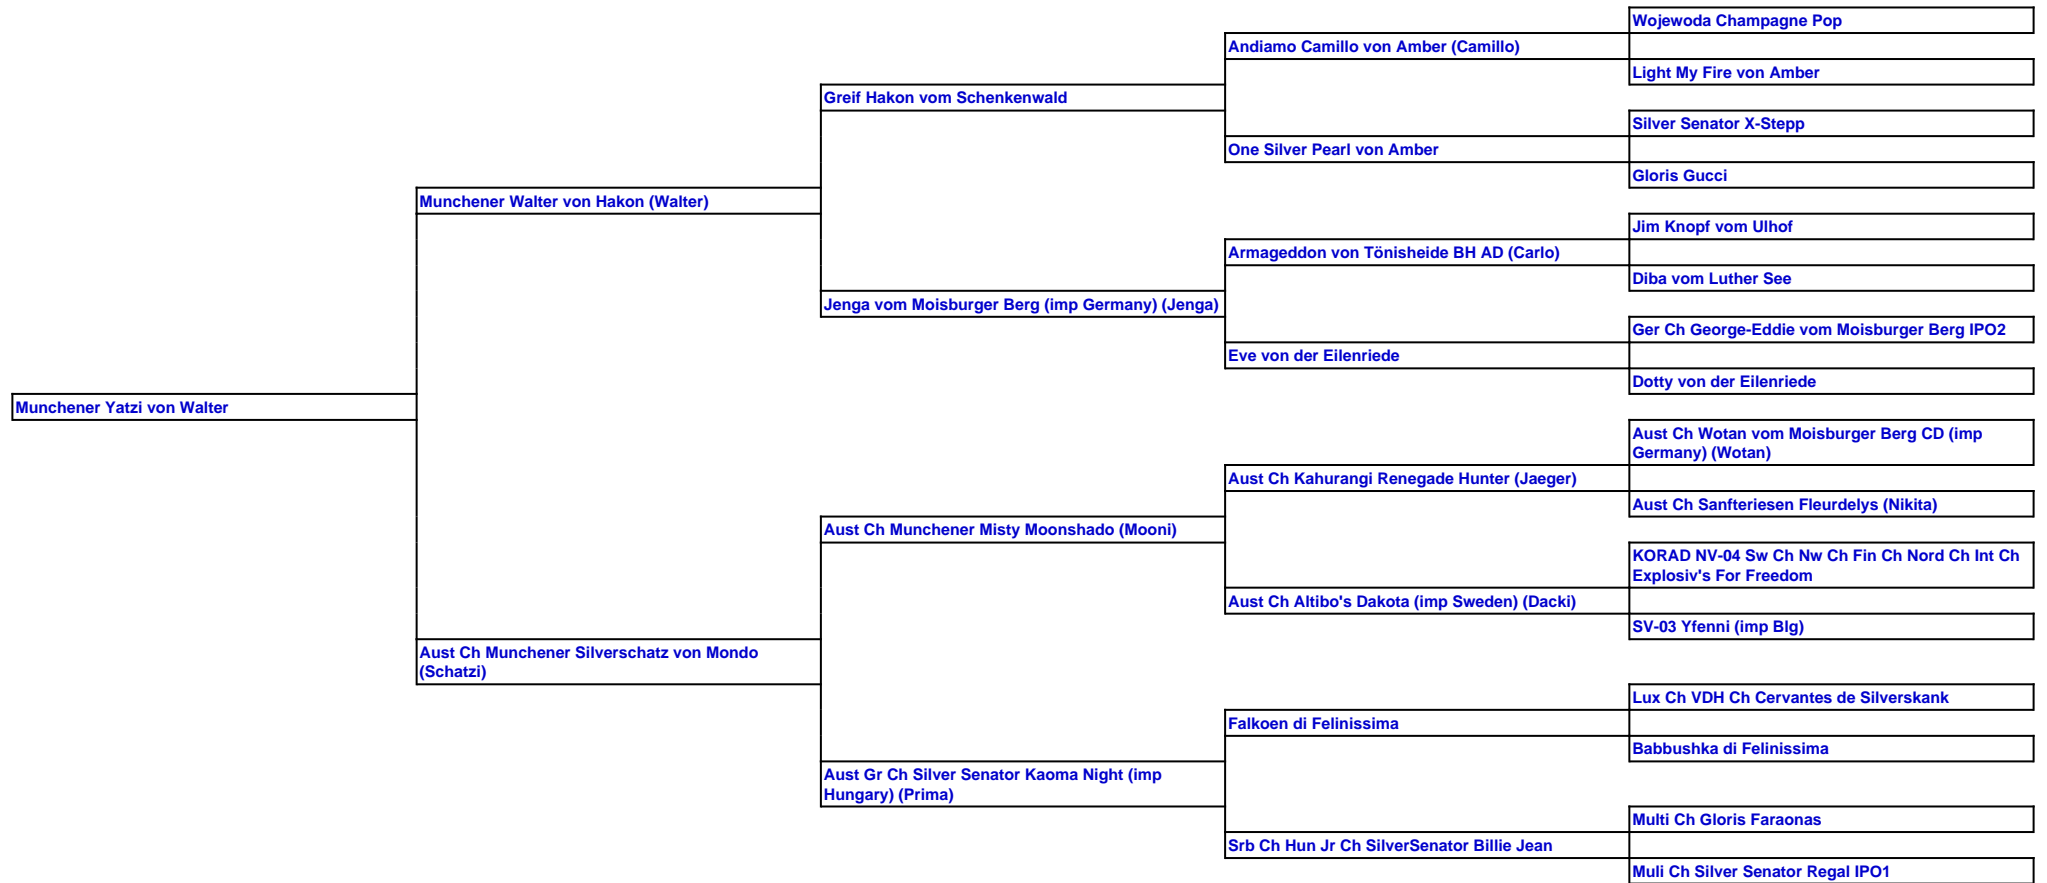 Wojewoda Champagne Pop
Andiamo Camillo von Amber (Camillo)
Light My Fire von Amber
Greif Hakon vom Schenkenwald
Silver Senator X-Stepp
One Silver Pearl von Amber
Gloris Gucci
Munchener Walter von Hakon (Walter)
Jim Knopf vom Ulhof
Armageddon von Tönisheide BH AD (Carlo)
Diba vom Luther See
Jenga vom Moisburger Berg (imp Germany) (Jenga)
Ger Ch George-Eddie vom Moisburger Berg IPO2
Eve von der Eilenriede
Dotty von der Eilenriede
Munchener Yatzi von Walter
Aust Ch Wotan vom Moisburger Berg CD (imp
Germany) (Wotan)
Aust Ch Kahurangi Renegade Hunter (Jaeger)
Aust Ch Sanfteriesen Fleurdelys (Nikita)
Aust Ch Munchener Misty Moonshado (Mooni)
KORAD NV-04 Sw Ch Nw Ch Fin Ch Nord Ch Int Ch
Explosiv's For Freedom
Aust Ch Altibo's Dakota (imp Sweden) (Dacki)
SV-03 Yfenni (imp Blg)
Aust Ch Munchener Silverschatz von Mondo
(Schatzi)
Lux Ch VDH Ch Cervantes de Silverskank
Falkoen di Felinissima
Babbushka di Felinissima
Aust Gr Ch Silver Senator Kaoma Night (imp
Hungary) (Prima)
Multi Ch Gloris Faraonas
Srb Ch Hun Jr Ch SilverSenator Billie Jean
Muli Ch Silver Senator Regal IPO1